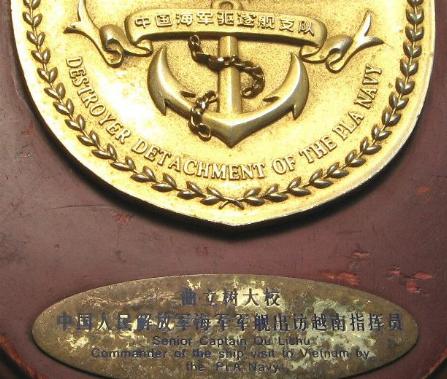 中国海军驱逐舰支队
DESTROYER DETACHMENT OF THE PLA NAVY
曲立树大校
中国人民解放军海军军舰出访越南指挥员
Senior Captain Qu Lishu
Commander of the ship visit to Vietnam by
the PLA Navy